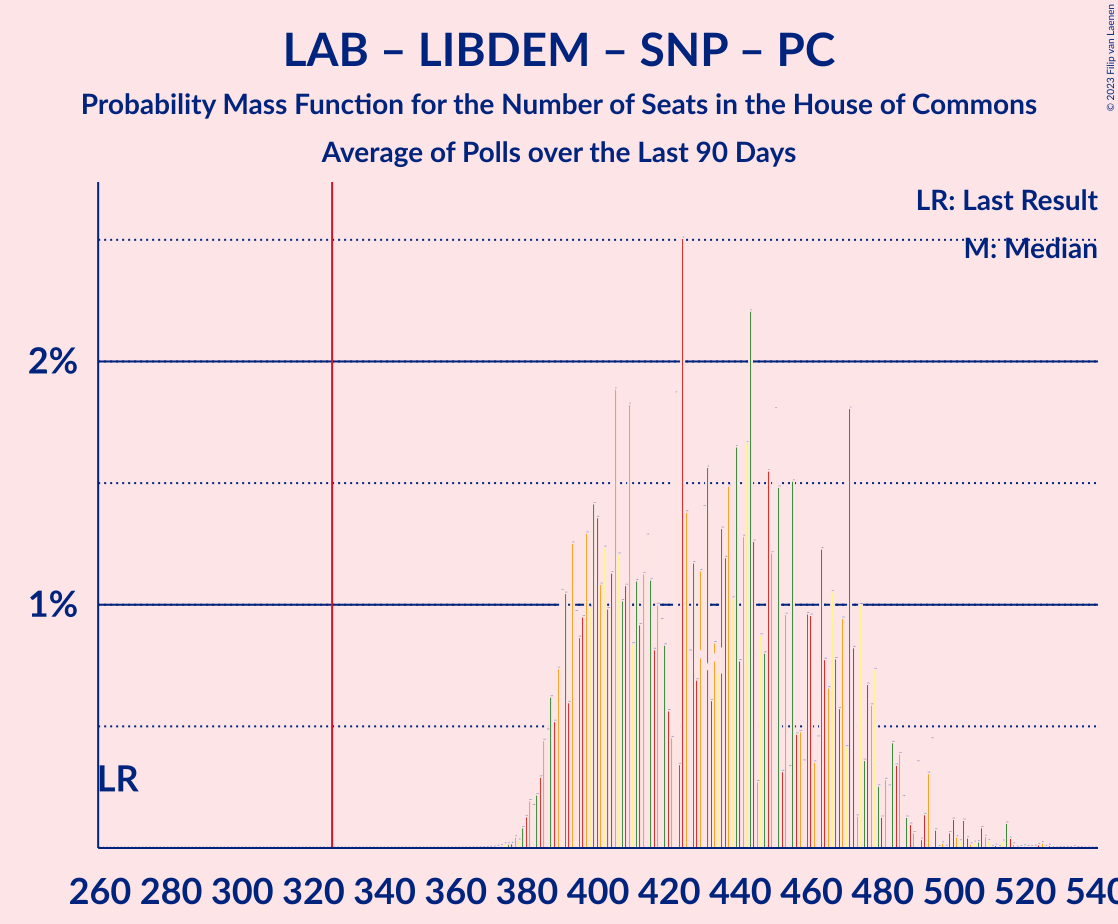 LAB – LIBDEM – SNP – PC
Probability Mass Function for the Number of Seats in the House of Commons
Average of Polls over the Last 90 Days
© 2023 Filip van Laenen
LR: Last Result
M: Median
2%
1%
LR
260 280 300 320 340 360 380 400 420 440 460 480 500 520 540